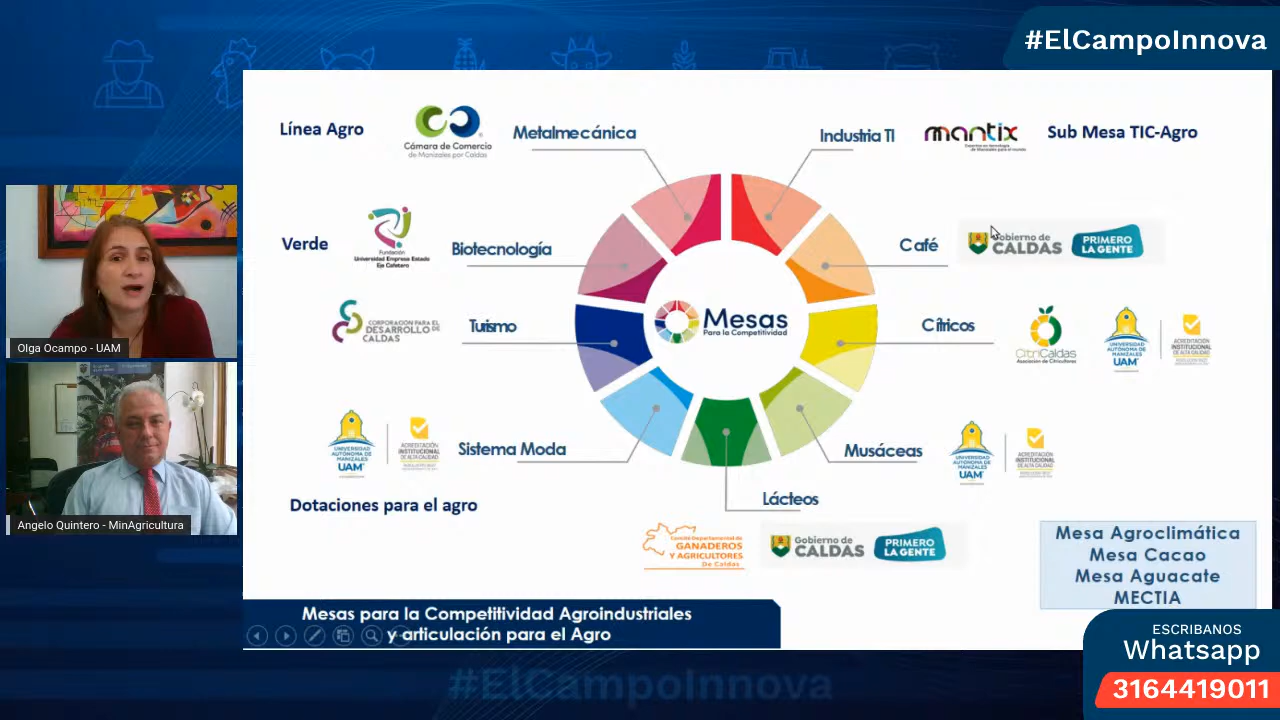 #ElCampoInnova
Línea Agro
Cámara de Comercio
de Manizales por Caldas
Metalmecánica
Industria TI
mantix
Sub Mesa TIC-Agro
Verde
Fundación
Universidad Empresa Estado
Eje Cafetero
Biotecnología
Café
Gobierno de
CALDAS
PRIMERO
LA GENTE
CORPORACIÓN PARA EL
DESARROLLO DE
CALDAS
Turismo
Mesas
Para la Competitividad
Cítricos
CitriCaldas
Asociación de Citricultores
UNIVERSIDAD
AUTÓNOMA DE
MANIZALES
UAM
ACREDITACIÓN
INSTITUCIONAL
DE ALTA CALIDAD
Olga Ocampo - UAM
UNIVERSIDAD
AUTÓNOMA DE
MANIZALES
UAM
ACREDITACIÓN
INSTITUCIONAL
DE ALTA CALIDAD
Sistema Moda
Musáceas
UNIVERSIDAD
AUTÓNOMA DE
MANIZALES
UAM
ACREDITACIÓN
INSTITUCIONAL
DE ALTA CALIDAD
Lácteos
Dotaciones para el agro
Angelo Quintero - MinAgricultura
Comité Departamental de
GANADEROS
Y AGRICULTORES
De Caldas
Gobierno de
CALDAS
PRIMERO
LA GENTE
Mesa Agroclimática
Mesa Cacao
Mesa Aguacate
MECTIA
Mesas para la Competitividad Agroindustriales
y articulación para el Agro
ESCRIBANOS
Whatsapp
3164419011
#ElCampoInnova